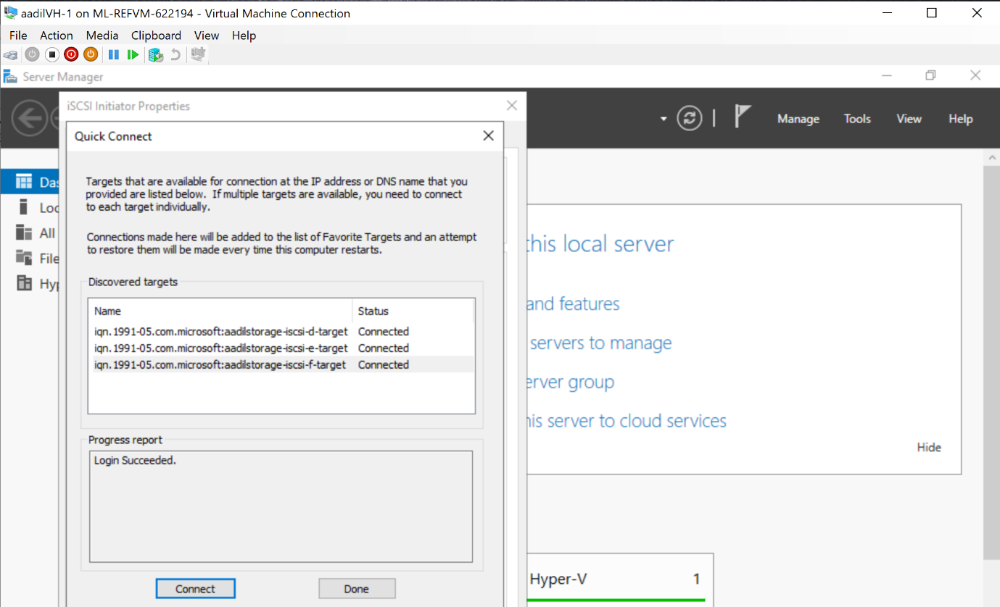 aadilVH-1 on ML-REFVM-622194 - Virtual Machine Connection
File Action Media Clipboard View Help
Server Manager
iSCSI Initiator Properties
Manage Tools View Help
Quick Connect
Targets that are available for connection at the IP address or DNS name that you
provided are listed below. If multiple targets are available, you need to connect
to each target individually.
Connections made here will be added to the list of Favorite Targets and an attempt
to restore them will be made every time this computer restarts.
Discovered targets
Name Status
iqn.1991-05.com.microsoft:aadilstorage-iscsi-d-target Connected
iqn.1991-05.com.microsoft:aadilstorage-iscsi-e-target Connected
iqn.1991-05.com.microsoft:aadilstorage-iscsi-f-target Connected
Progress report
Login Succeeded.
Connect Done
Das
Loc
All
File
Hyp
this local server
and features
servers to manage
erver group
his server to cloud services
Hide
Hyper-V 1